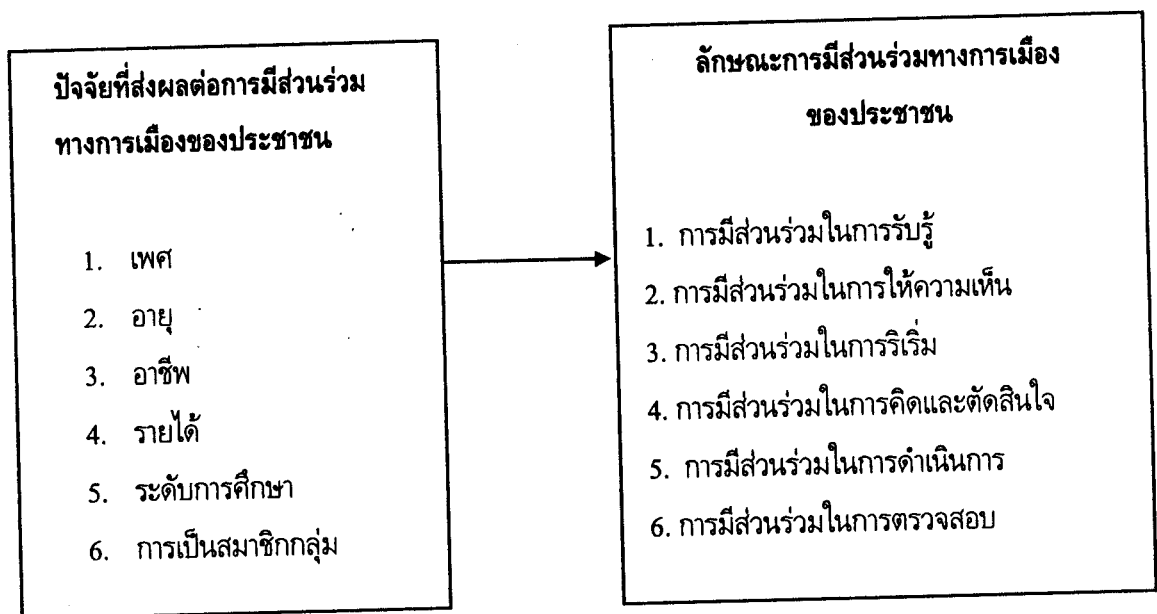 ปัจจัยที่ส่งผลต่อการมีส่วนร่วม
ทางการเมืองของประชาชน
1. เพศ
2. อายุ
3. อาชีพ
4. รายได้
5. ระดับการศึกษา
6. การเป็นสมาชิกกลุ่ม
ลักษณะการมีส่วนร่วมทางการเมือง
ของประชาชน
1. การมีส่วนร่วมในการรับรู้
2. การมีส่วนร่วมในการให้ความเห็น
3. การมีส่วนร่วมในการริเริ่ม
4. การมีส่วนร่วมในการคิดและตัดสินใจ
5. การมีส่วนร่วมในการดำเนินการ
6. การมีส่วนร่วมในการตรวจสอบ